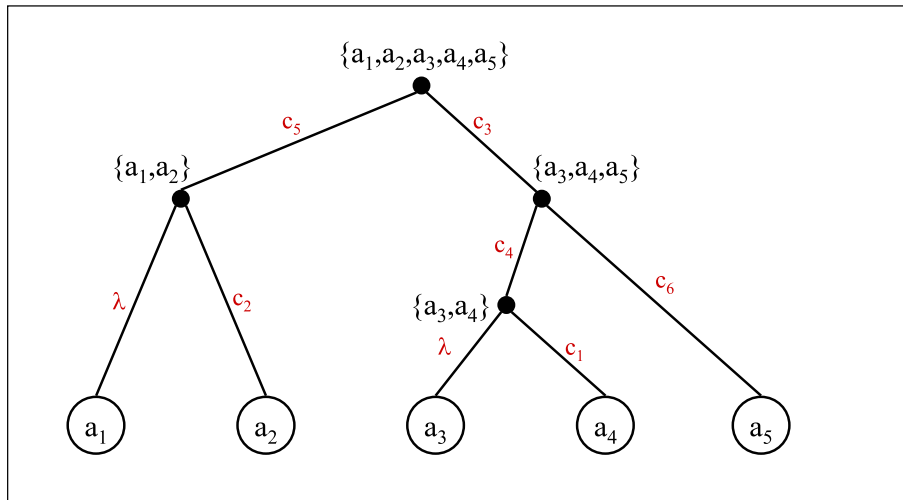 {a₁,a₂,a₃,a₄,a₅}
c₅
c₃
{a₁,a₂}
{a₃,a₄,a₅}
c₄
c₆
λ
c₂
{a₃,a₄}
λ
c₁
a₁
a₂
a₃
a₄
a₅